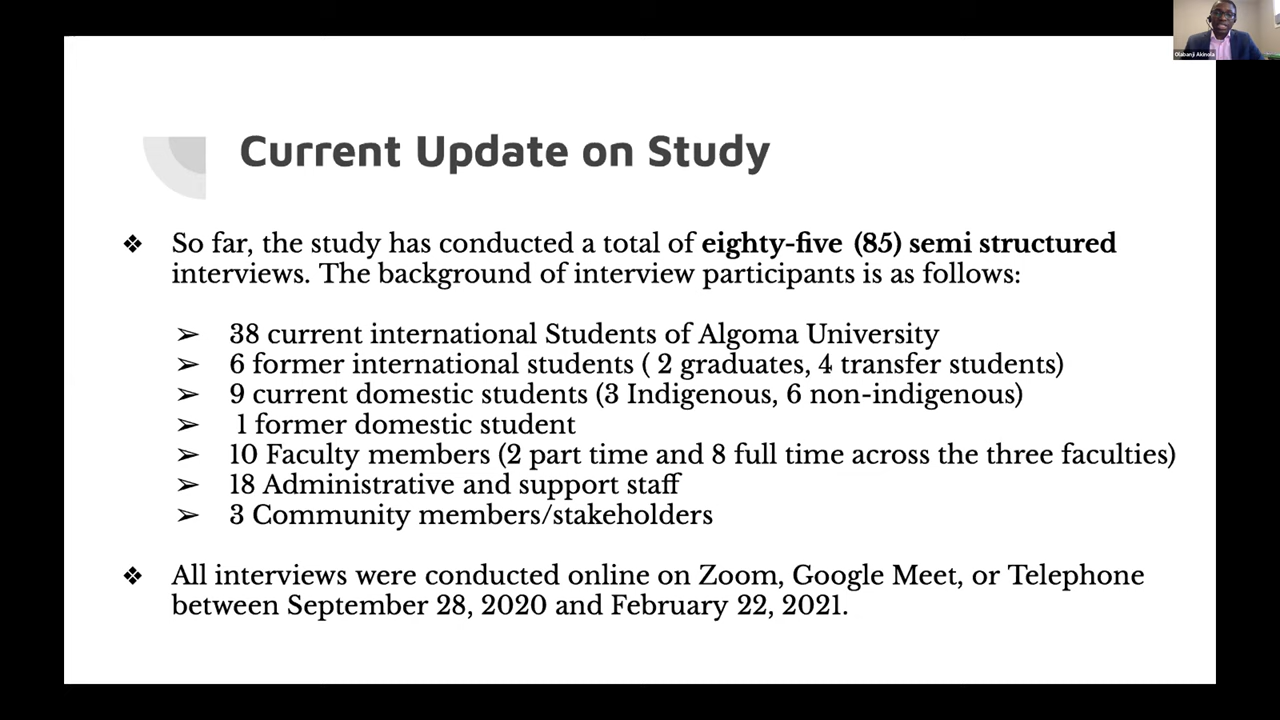 Olabanji Akinola
Current Update on Study
❖ So far, the study has conducted a total of eighty-five (85) semi structured
interviews. The background of interview participants is as follows:
➢ 38 current international Students of Algoma University
➢ 6 former international students ( 2 graduates, 4 transfer students)
➢ 9 current domestic students (3 Indigenous, 6 non-indigenous)
➢ 1 former domestic student
➢ 10 Faculty members (2 part time and 8 full time across the three faculties)
➢ 18 Administrative and support staff
➢ 3 Community members/stakeholders
❖ All interviews were conducted online on Zoom, Google Meet, or Telephone
between September 28, 2020 and February 22, 2021.